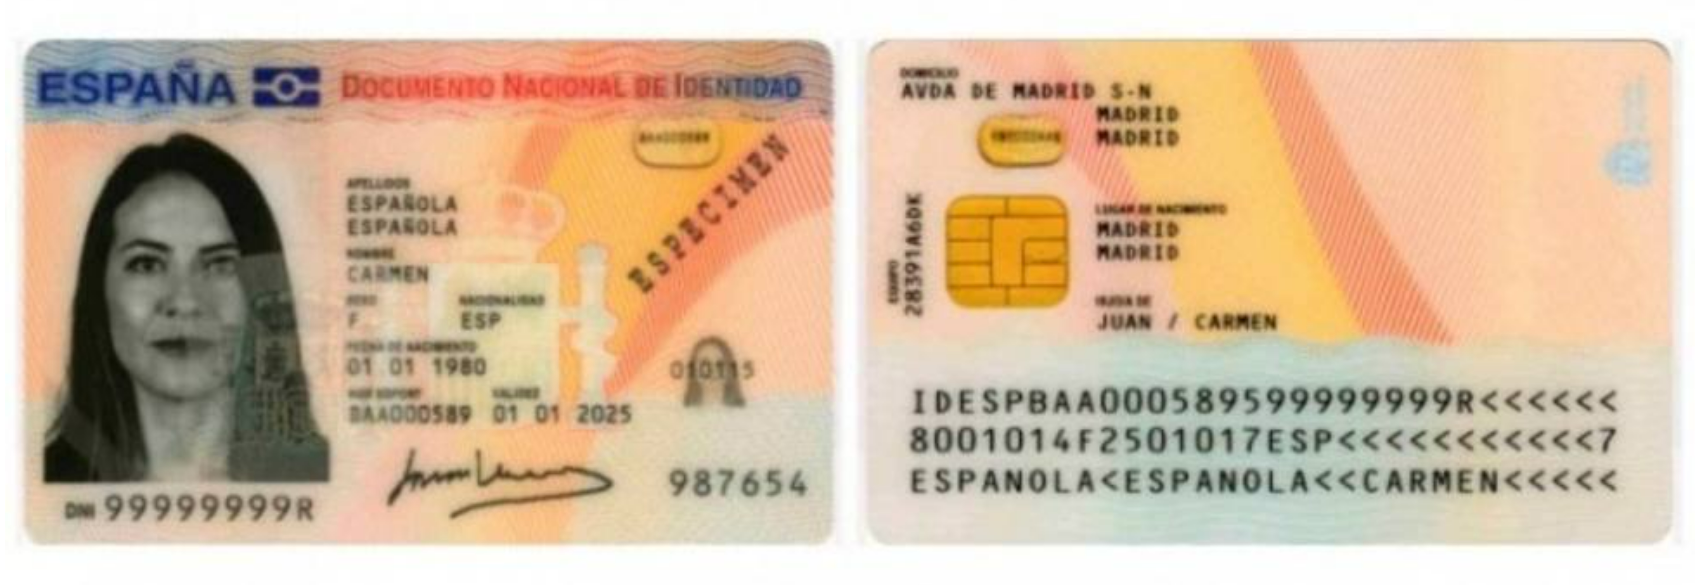 ESPAÑA DOCUMENTO NACIONAL DE IDENTIDAD
ESPECIMEN
APELLIDOS
ESPAÑOLA
ESPAÑOLA
NOMBRE
CARMEN
SEXO NACIONALIDAD
F ESP
FECHA DE NACIMIENTO
01 01 1980
010115
NUM SOPORT VALIDEZ
BAA000589 01 01 2025
987654
DNI 99999999R
DOMICILIO
AVDA DE MADRID S-N
MADRID
MADRID
LUGAR DE NACIMIENTO
MADRID
MADRID
EQUIPO
28391A6DK
HIJO/A DE
JUAN / CARMEN
IDESPBAA000589599999999R<<<<<<
8001014F2501017ESP<<<<<<<<<<<7
ESPANOLA<ESPANOLA<<CARMEN<<<<<